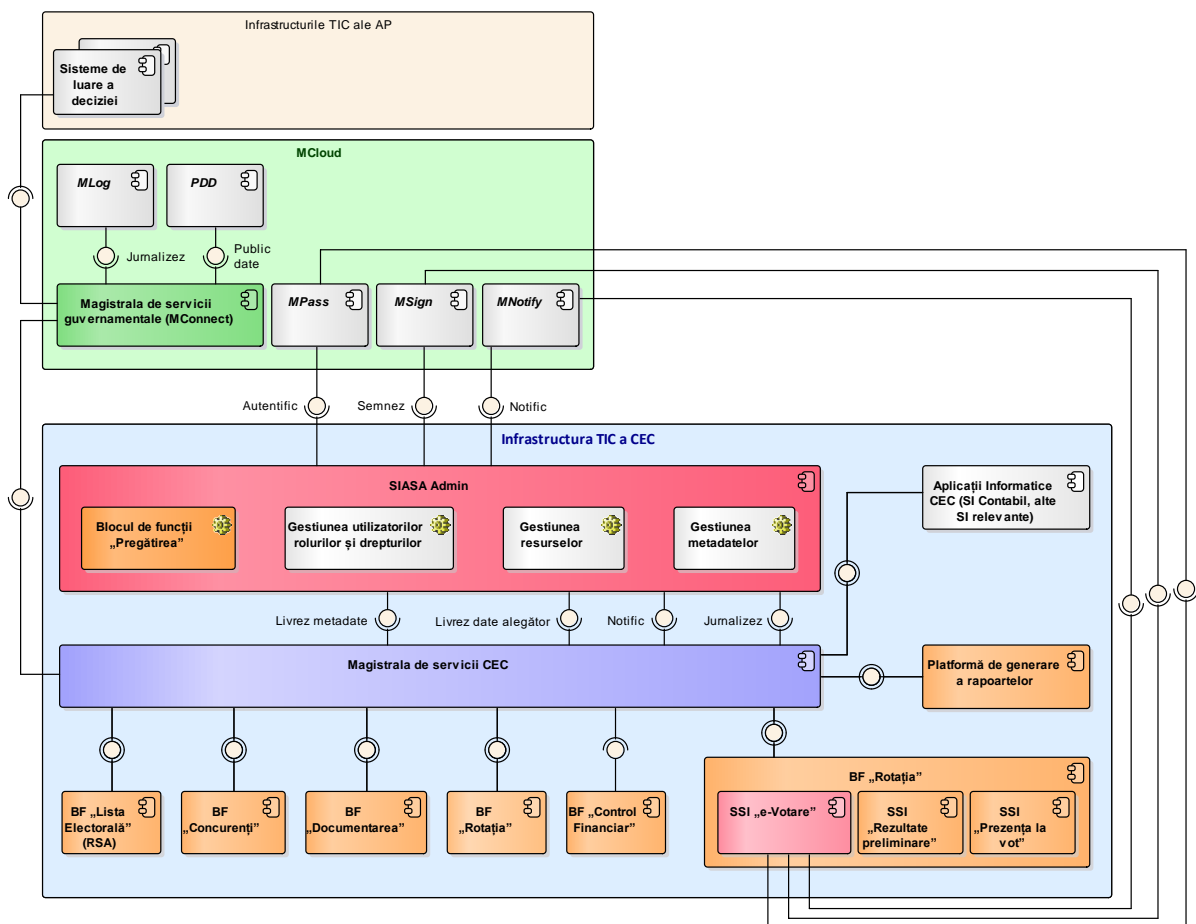 Infrastructurile TIC ale AP
Sisteme de
luare a
deciziei
MCloud
MLog
PDD
Jurnalizez
Public
date
Magistrala de servicii
guvernamentale (MConnect)
MPass
MSign
MNotify
Autentific
Semnez
Notific
Infrastructura TIC a CEC
SIASA Admin
Blocul de funcții
„Pregătirea”
Gestiunea utilizatorilor
rolurilor și drepturilor
Gestiunea
resurselor
Gestiunea
metadatelor
Aplicații Informatice
CEC (SI Contabil, alte
SI relevante)
Livrez metadate
Livrez date alegător
Notific
Jurnalizez
Magistrala de servicii CEC
Platformă de generare
a rapoartelor
BF „Lista
Electorală”
(RSA)
BF
„Concurenți”
BF
„Documentarea”
BF
„Rotația”
BF „Control
Financiar”
BF „Rotația”
SSI „e-Votare”
SSI
„Rezultate
preliminare”
SSI
„Prezența la
vot”